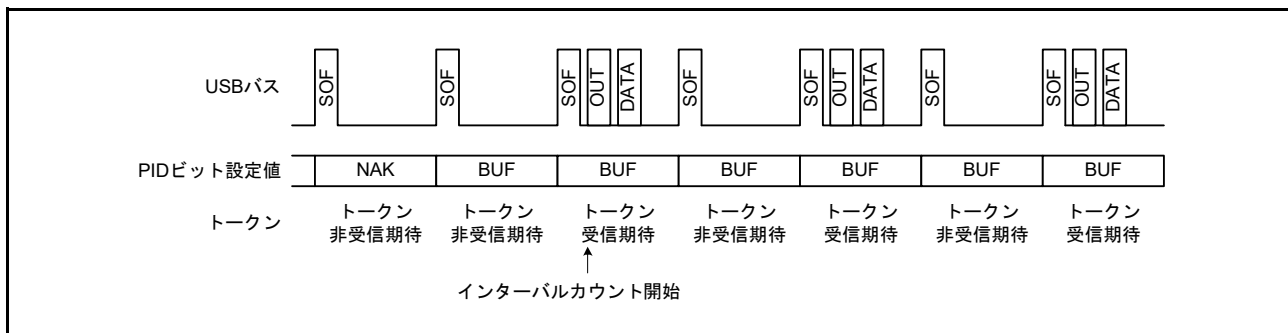 USBバス
SOF
SOF
SOF
OUT
DATA
SOF
SOF
OUT
DATA
SOF
SOF
OUT
DATA
PIDビット設定値
NAK
BUF
BUF
BUF
BUF
BUF
BUF
トークン
トークン
非受信期待
トークン
非受信期待
トークン
受信期待
トークン
非受信期待
トークン
受信期待
トークン
非受信期待
トークン
受信期待
インターバルカウント開始